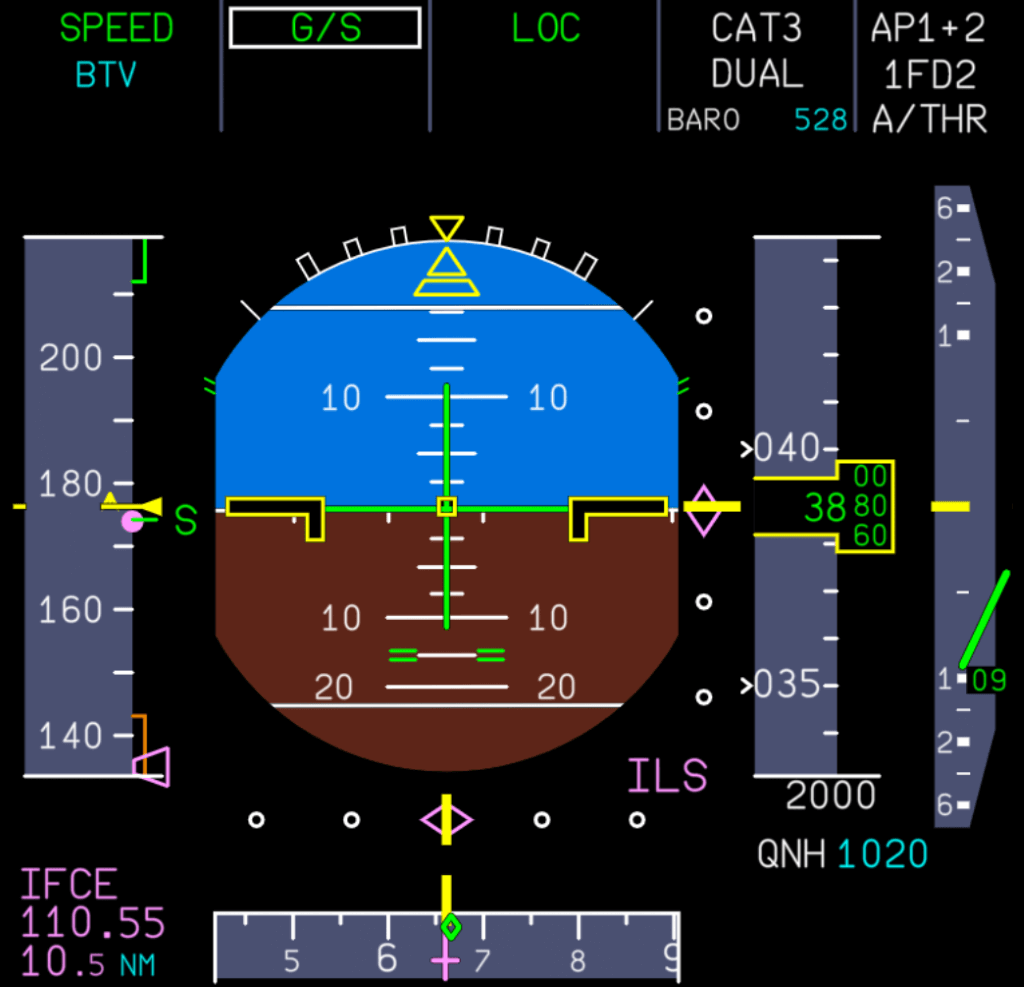 SPEED G/S LOC CAT3 AP1+2
BTV DUAL 1FD2
BARO 528 A/THR
6
2
200
1
10 10
>040
180
00
S 38 80
60
160
10 10
20 20
>035
1 09
140
2
ILS
2000
6
QNH 1020
IFCE
110.55
10.5 NM
5 6 7 8 9